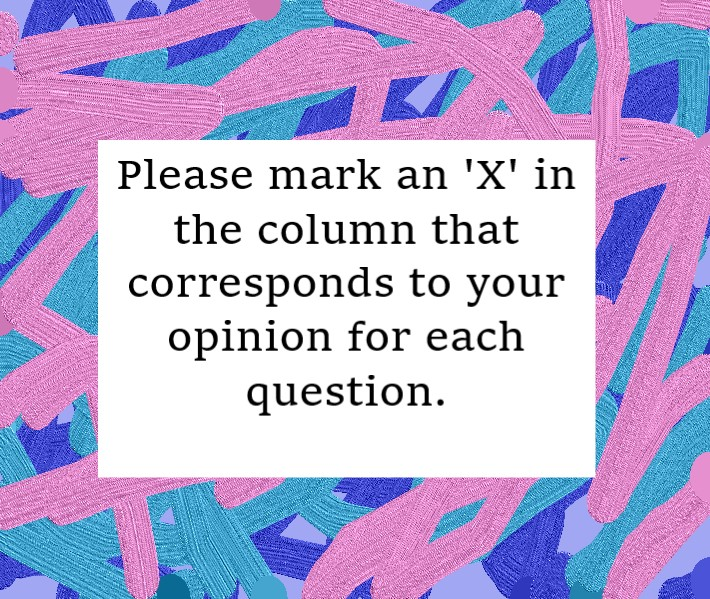 Please mark an 'X' in
the column that
corresponds to your
opinion for each
question.